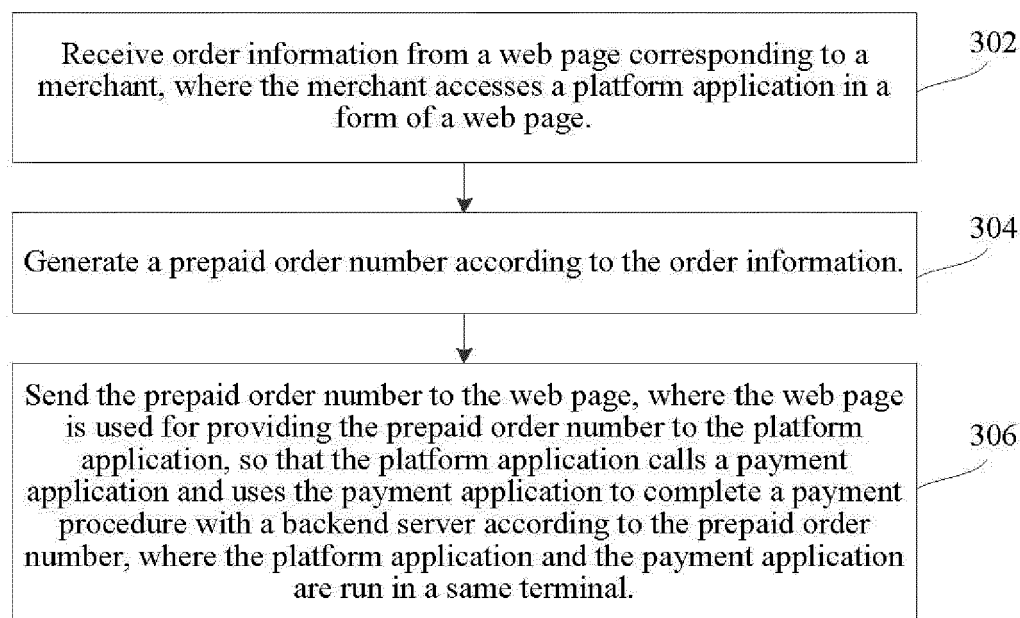 Receive order information from a web page corresponding to a
merchant, where the merchant accesses a platform application in a
form of a web page.
302
Generate a prepaid order number according to the order information.
304
Send the prepaid order number to the web page, where the web page
is used for providing the prepaid order number to the platform
application, so that the platform application calls a payment
application and uses the payment application to complete a payment
procedure with a backend server according to the prepaid order
number, where the platform application and the payment application
are run in a same terminal.
306